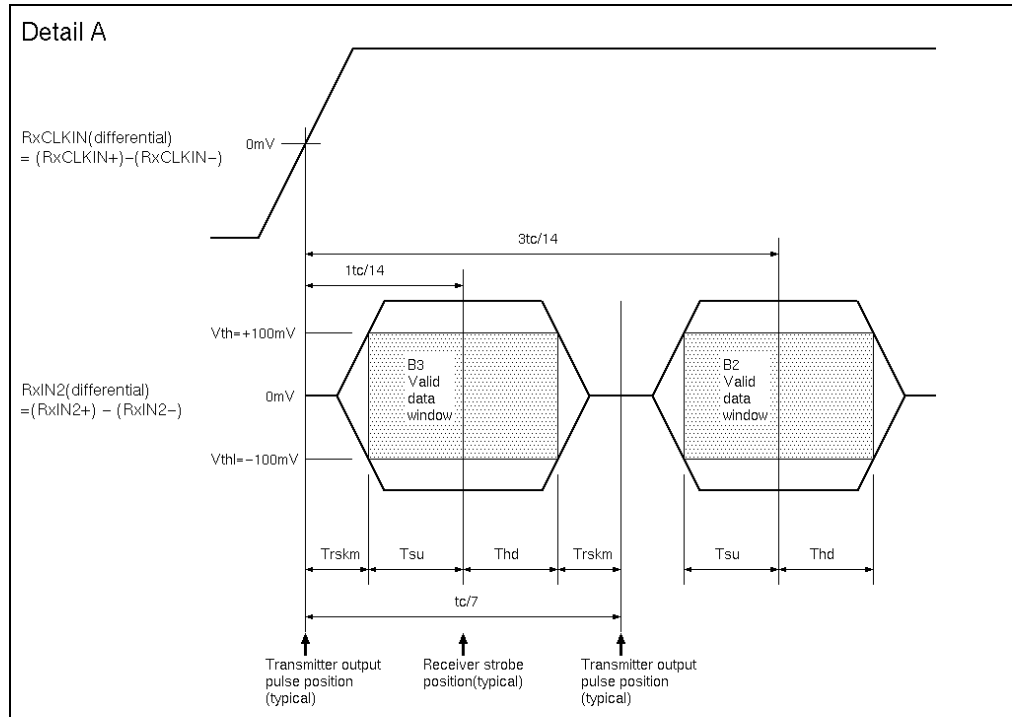 Detail A
RxCLKIN(differential)
= (RxCLKIN+)−(RxCLKIN−)
0mV
3tc/14
1tc/14
Vth=+100mV
B3
Valid
data
window
B2
Valid
data
window
RxIN2(differential)
=(RxIN2+) − (RxIN2−)
0mV
Vthl=−100mV
Trskm
Tsu
Thd
Trskm
Tsu
Thd
tc/7
Transmitter output
pulse position
(typical)
Receiver strobe
position(typical)
Transmitter output
pulse position
(typical)